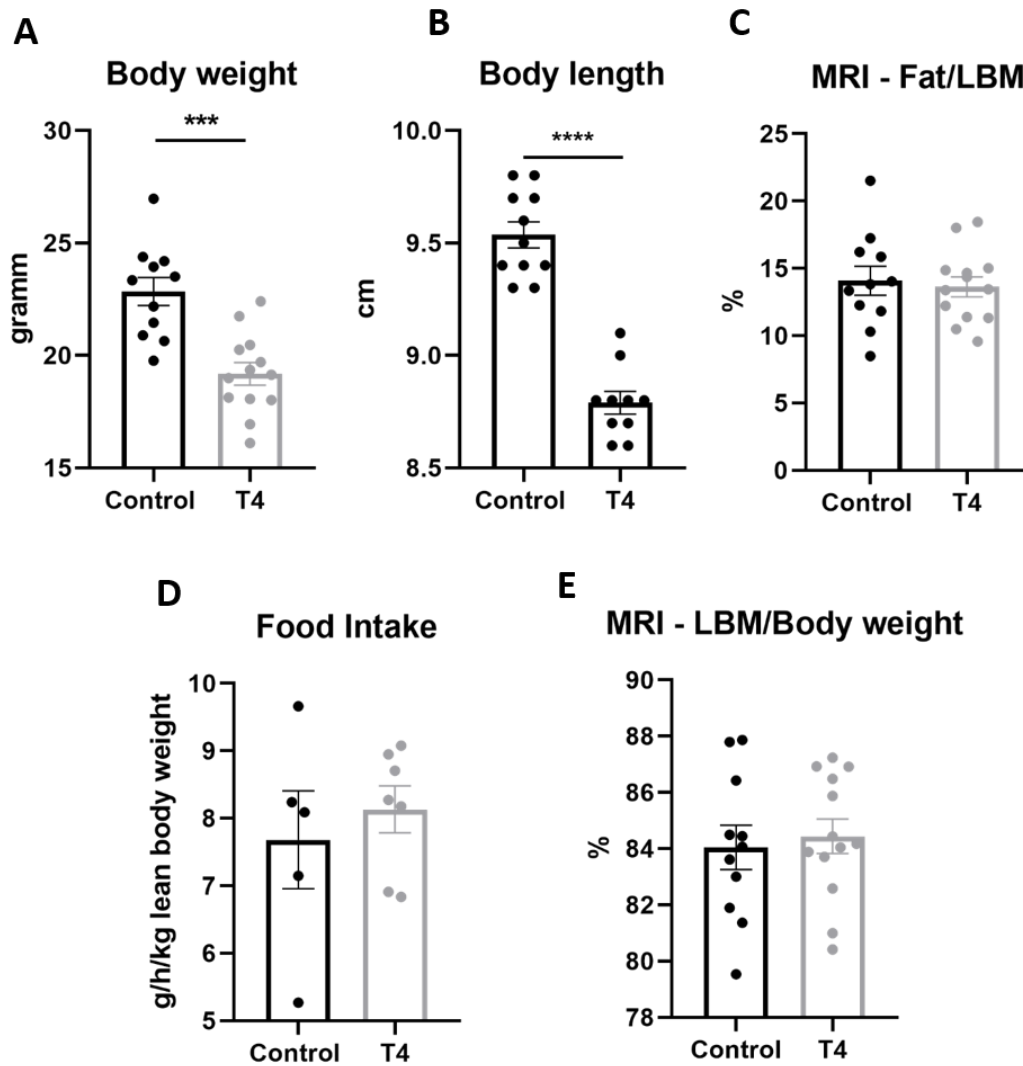 A
Body weight
30
25
20
15
gramm
***
Control
T4
B
Body length
10.0
9.5
9.0
8.5
cm
****
Control
T4
C
MRI - Fat/LBM
25
20
15
10
5
0
%
Control
T4
D
Food Intake
10
9
8
7
6
5
g/h/kg lean body weight
Control
T4
E
MRI - LBM/Body weight
90
88
86
84
82
80
78
%
Control
T4